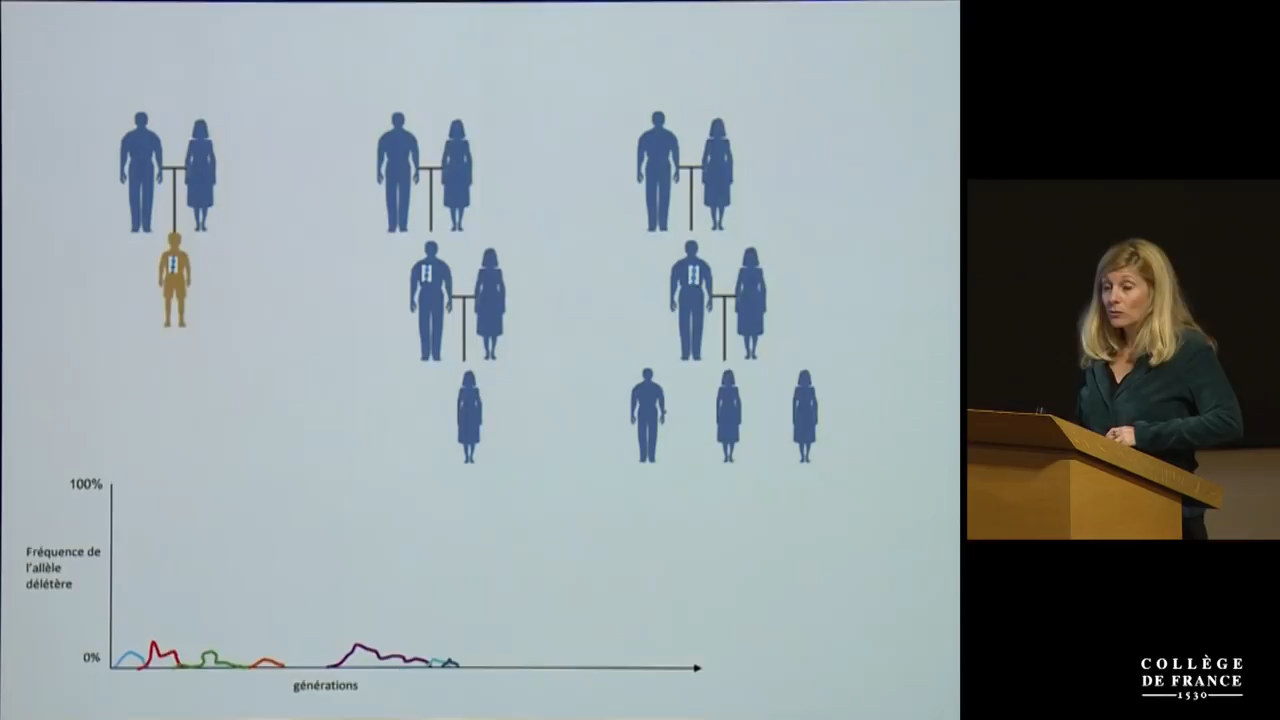 100%
Fréquence de
l'allèle
délétère
0%
générations
COLLÈGE
DE FRANCE
1530